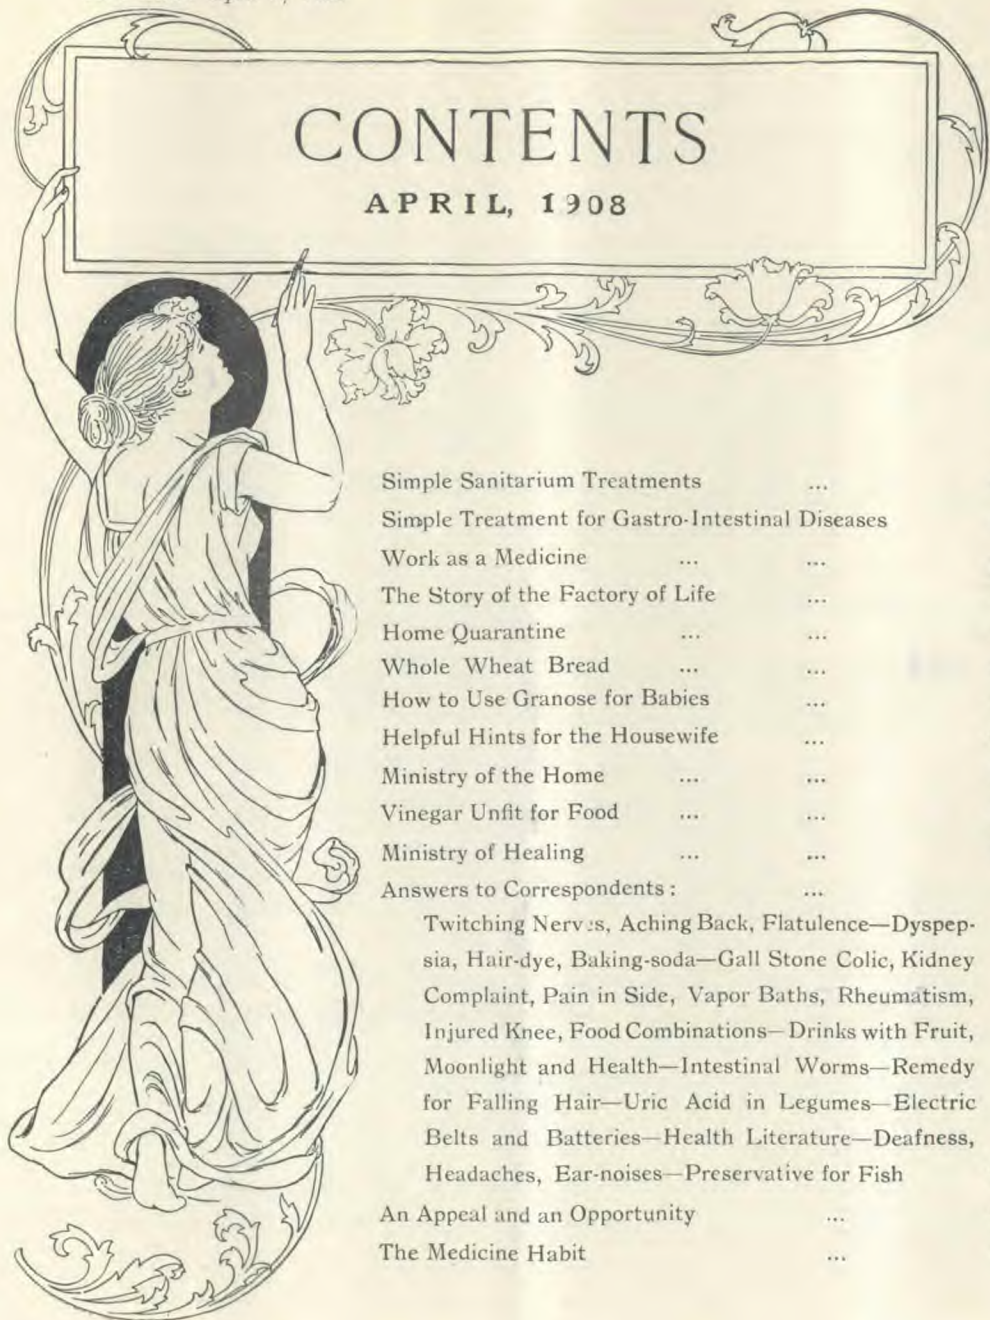 CONTENTS
APRIL, 1908
Simple Sanitarium Treatments ...
Simple Treatment for Gastro-Intestinal Diseases
Work as a Medicine ... ...
The Story of the Factory of Life ...
Home Quarantine ... ...
Whole Wheat Bread ... ...
How to Use Granose for Babies ...
Helpful Hints for the Housewife ...
Ministry of the Home ... ...
Vinegar Unfit for Food ... ...
Ministry of Healing ... ...
Answers to Correspondents : ...
Twitching Nerves, Aching Back, Flatulence—Dyspep-
sia, Hair-dye, Baking-soda—Gall Stone Colic, Kidney
Complaint, Pain in Side, Vapor Baths, Rheumatism,
Injured Knee, Food Combinations—Drinks with Fruit,
Moonlight and Health—Intestinal Worms—Remedy
for Falling Hair—Uric Acid in Legumes—Electric
Belts and Batteries—Health Literature—Deafness,
Headaches, Ear-noises—Preservative for Fish
An Appeal and an Opportunity ...
The Medicine Habit ...